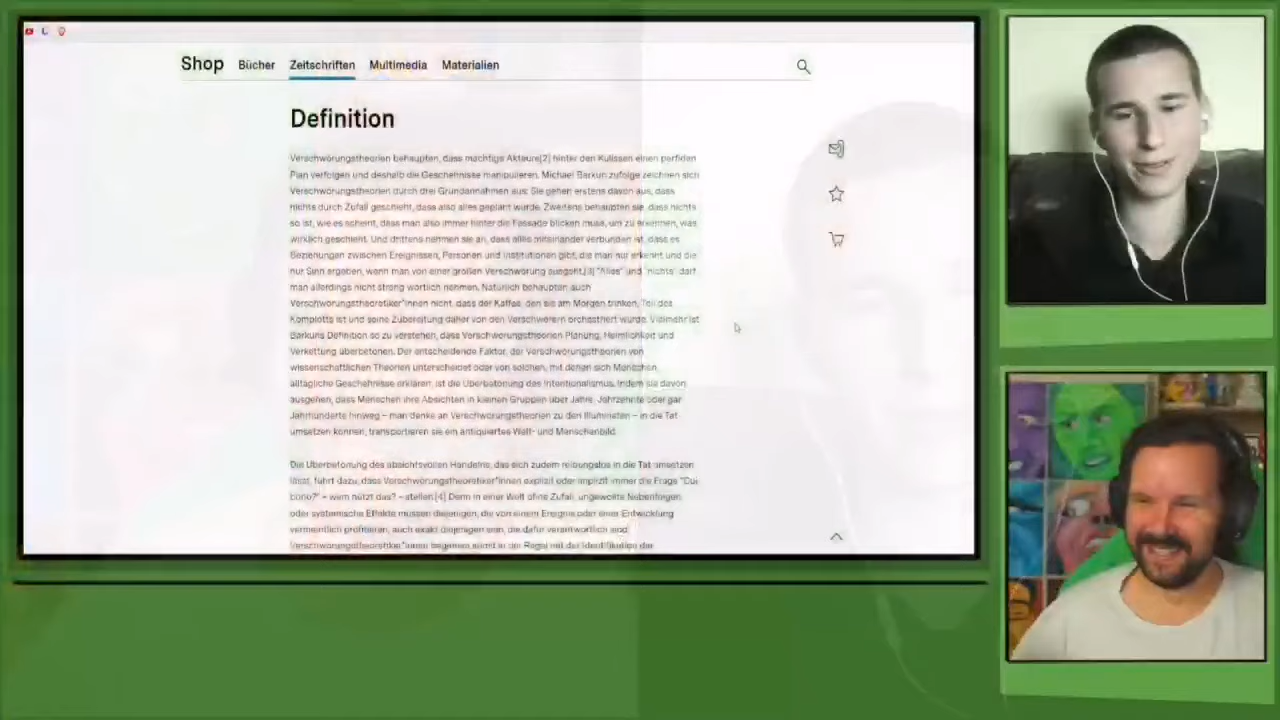 Shop Bücher Zeitschriften Multimedia Materialien
Definition
Verschwörungstheorien behaupten, dass mächtige Akteure[2] hinter den Kulissen einen perfiden
Plan verfolgen und deshalb die Geschehnisse manipulieren. Michael Barkun zufolge zeichnen sich
Verschwörungstheorien durch drei Grundannahmen aus: Sie gehen erstens davon aus, dass
nichts durch Zufall geschieht, dass also alles geplant wurde. Zweitens behaupten sie, dass nichts
so ist, wie es scheint, dass man also immer hinter die Fassade blicken muss, um zu erkennen, was
wirklich geschieht. Und drittens nehmen sie an, dass alles miteinander verbunden ist, dass es
Beziehungen zwischen Ereignissen, Personen und Institutionen gibt, die man nur erkennt und die
nur Sinn ergeben, wenn man von einer großen Verschwörung ausgeht.[3] "Alles" und "nichts" darf
man allerdings nicht streng wörtlich nehmen. Natürlich behaupten auch
Verschwörungstheoretiker*innen nicht, dass der Kaffee, den sie am Morgen trinken, Teil des
Komplotts ist und seine Zubereitung daher von den Verschwörern orchestriert wurde. Vielmehr ist
Barkuns Definition so zu verstehen, dass Verschwörungstheorien Planung, Heimlichkeit und
Verkettung überbetonen. Der entscheidende Faktor, der Verschwörungstheorien von
wissenschaftlichen Theorien unterscheidet oder von solchen, mit denen sich Menschen
alltägliche Geschehnisse erklären, ist die Überbetonung des Intentionalismus. Indem sie davon
ausgehen, dass Menschen ihre Absichten in kleinen Gruppen über Jahre, Jahrzehnte oder gar
Jahrhunderte hinweg – man denke an Verschwörungstheorien zu den Illuminaten – in die Tat
umsetzen können, transportieren sie ein antiquiertes Welt- und Menschenbild.
Die Überbetonung des absichtsvollen Handelns, das sich zudem reibungslos in die Tat umsetzen
lässt, führt dazu, dass Verschwörungstheoretiker*innen explizit oder implizit immer die Frage "Cui
bono?" – wem nützt das? – stellen.[4] Denn in einer Welt ohne Zufall, ungewollte Nebenfolgen
oder systemische Effekte müssen diejenigen, die von einem Ereignis oder einer Entwicklung
vermeintlich profitieren, auch exakt diejenigen sein, die dafür verantwortlich sind.
Verschwörungstheoretiker*innen beginnen somit in der Regel mit der Identifikation der